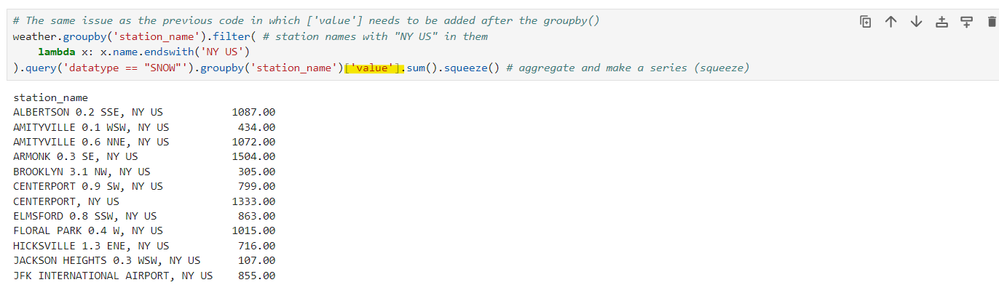 # The same issue as the previous code in which ['value'] needs to be added after the groupby()
weather.groupby('station_name').filter( # station names with "NY US" in them
    lambda x: x.name.endswith('NY US')
).query('datatype == "SNOW"').groupby('station_name')['value'].sum().squeeze() # aggregate and make a series (squeeze)
station_name
ALBERTSON 0.2 SSE, NY US 1087.00
AMITYVILLE 0.1 WSW, NY US 434.00
AMITYVILLE 0.6 NNE, NY US 1072.00
ARMONK 0.3 SE, NY US 1504.00
BROOKLYN 3.1 NW, NY US 305.00
CENTERPORT 0.9 SW, NY US 799.00
CENTERPORT, NY US 1333.00
ELMSFORD 0.8 SSW, NY US 863.00
FLORAL PARK 0.4 W, NY US 1015.00
HICKSVILLE 1.3 ENE, NY US 716.00
JACKSON HEIGHTS 0.3 WSW, NY US 107.00
JFK INTERNATIONAL AIRPORT, NY US 855.00